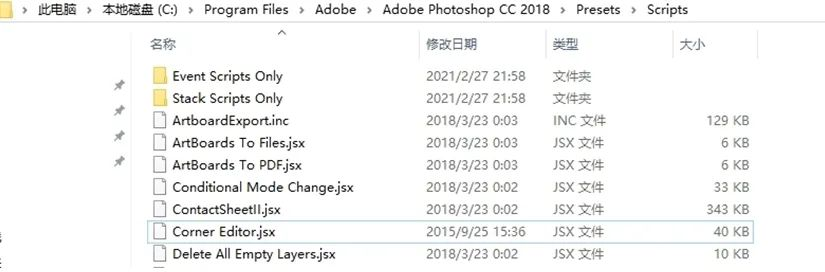 此电脑 > 本地磁盘 (C:) > Program Files > Adobe > Adobe Photoshop CC 2018 > Presets > Scripts
名称 修改日期 类型 大小
Event Scripts Only 2021/2/27 21:58 文件夹
Stack Scripts Only 2021/2/27 21:58 文件夹
ArtboardExport.inc 2018/3/23 0:03 INC 文件 129 KB
ArtBoards To Files.jsx 2018/3/23 0:03 JSX 文件 6 KB
ArtBoards To PDF.jsx 2018/3/23 0:03 JSX 文件 6 KB
Conditional Mode Change.jsx 2018/3/23 0:02 JSX 文件 33 KB
ContactSheetII.jsx 2018/3/23 0:02 JSX 文件 343 KB
Corner Editor.jsx 2015/9/25 15:36 JSX 文件 40 KB
Delete All Empty Layers.jsx 2018/3/23 0:02 JSX 文件 10 KB